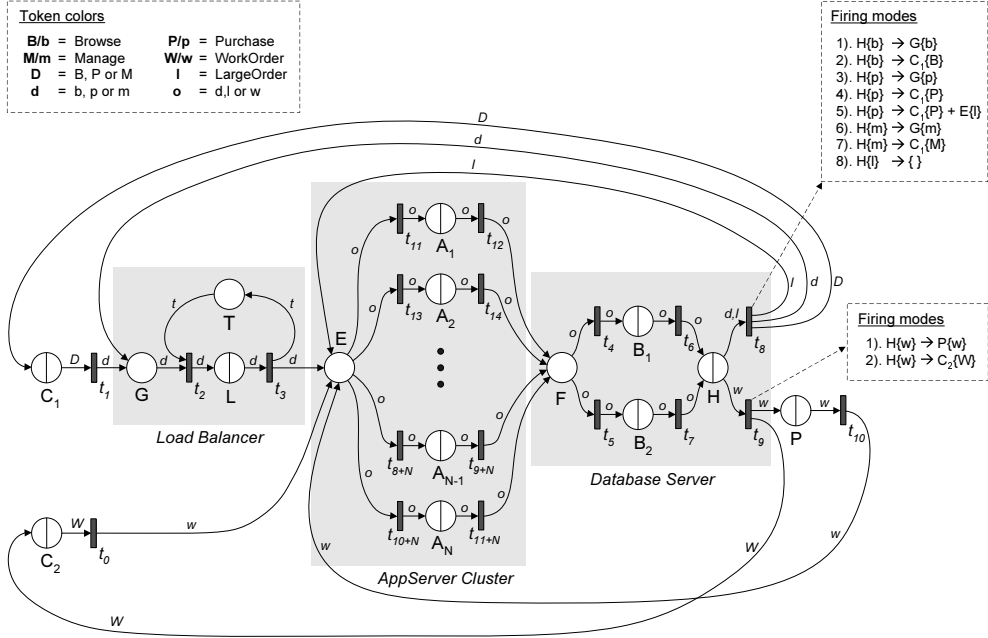 Token colors
B/b = Browse P/p = Purchase
M/m = Manage W/w = WorkOrder
D = B, P or M l = LargeOrder
d = b, p or m o = d,l or w
Firing modes
1). H{b} → G{b}
2). H{b} → C1{B}
3). H{p} → G{p}
4). H{p} → C1{P}
5). H{p} → C1{P} + E{l}
6). H{m} → G{m}
7). H{m} → C1{M}
8). H{l} → { }
D
d
l
o A1 o
t11 t12
o o
o A2 o
t13 t14
o o
T
t t
E
C1 D d t1 G d t2 d L d t3 d
Load Balancer
o AN-1 o
t8+N t9+N
o o
o AN o
t10+N t11+N
o o
AppServer Cluster
F
o t4 o B1 o t6 o
o t5 o B2 o t7 o
H
d,l t8 l d D
w t9 w P w t10
Database Server
Firing modes
1). H{w} → P{w}
2). H{w} → C2{W}
C2 W t0 w
w
w
W
W